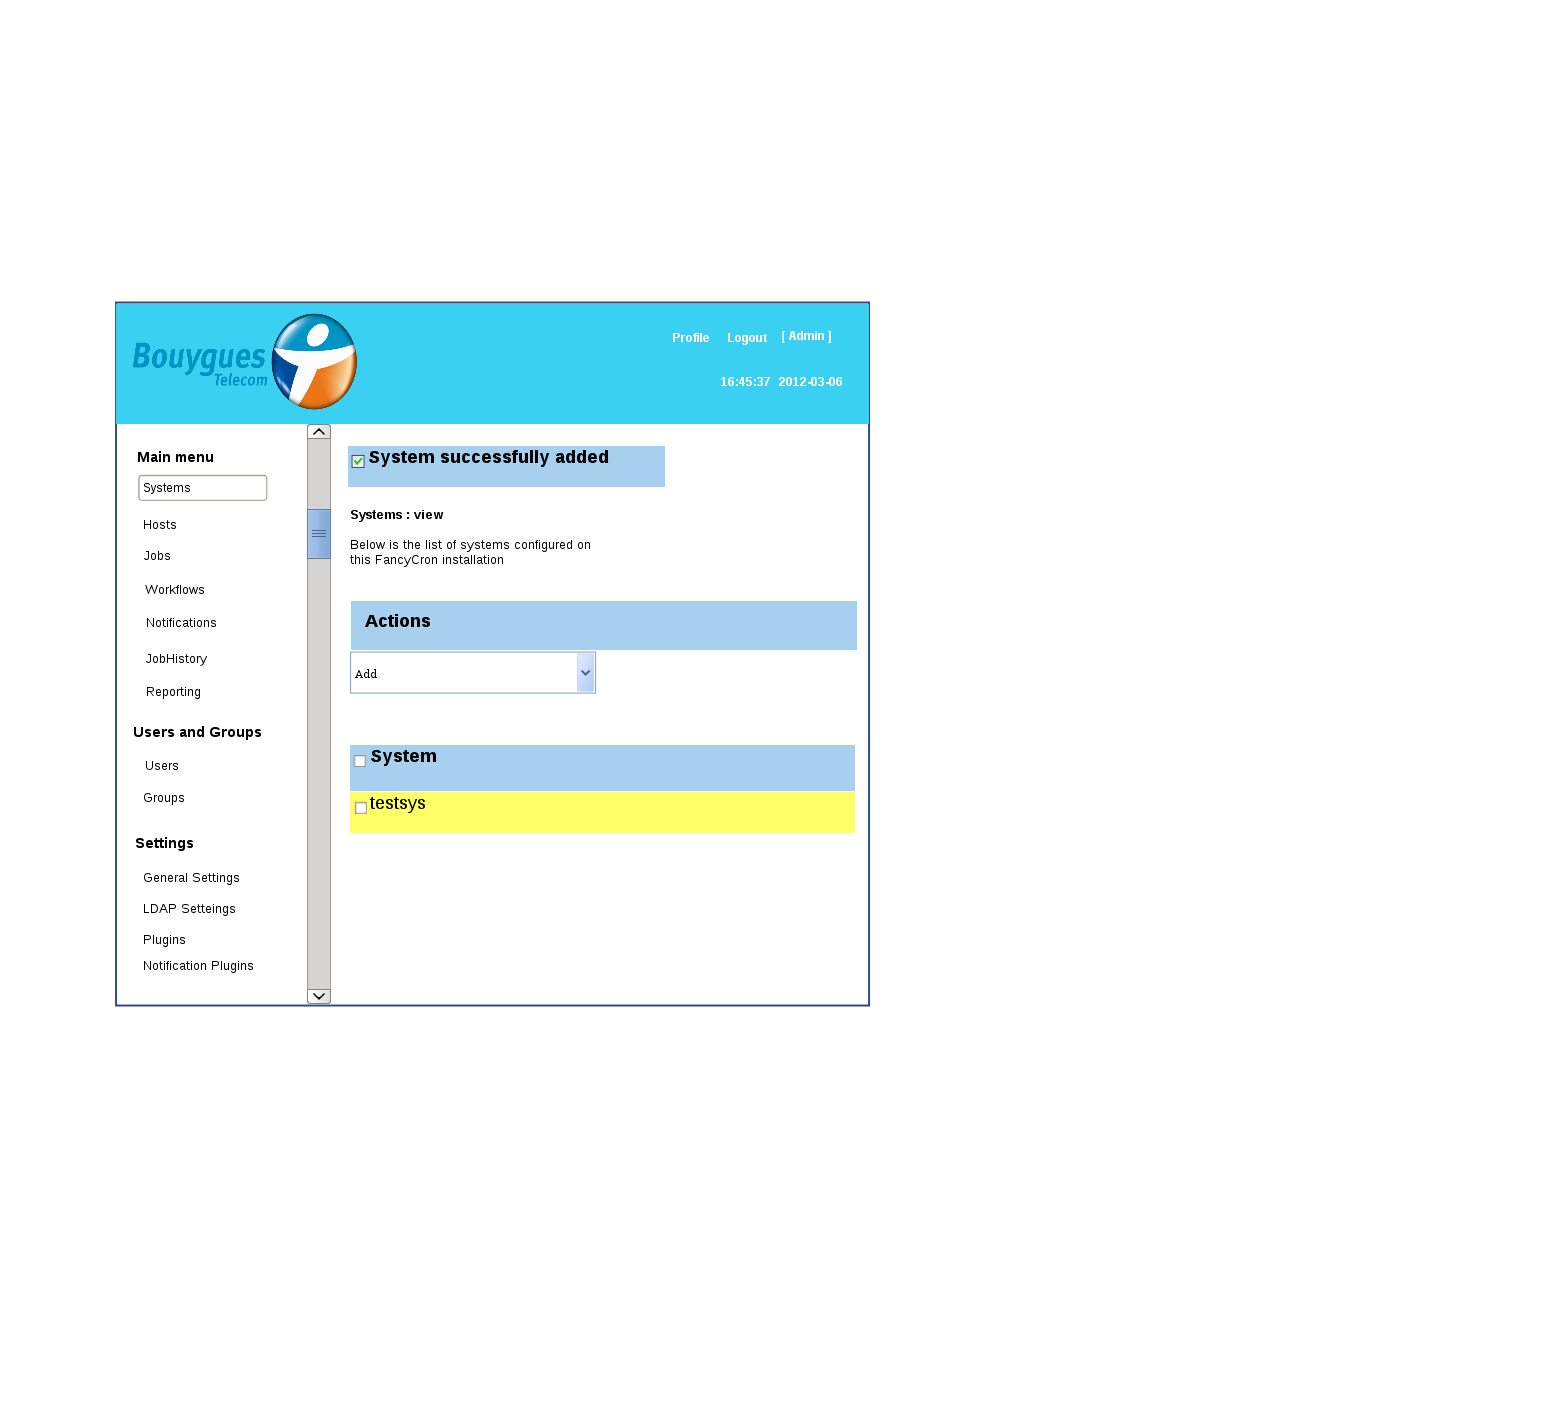 Bouygues
Telecom
Profile Logout [ Admin ]
16:45:37 2012-03-06
Main menu
Systems
Hosts
Jobs
Workflows
Notifications
JobHistory
Reporting
Users and Groups
Users
Groups
Settings
General Settings
LDAP Setteings
Plugins
Notification Plugins
System successfully added
Systems : view
Below is the list of systems configured on
this FancyCron installation
Actions
Add
System
testsys